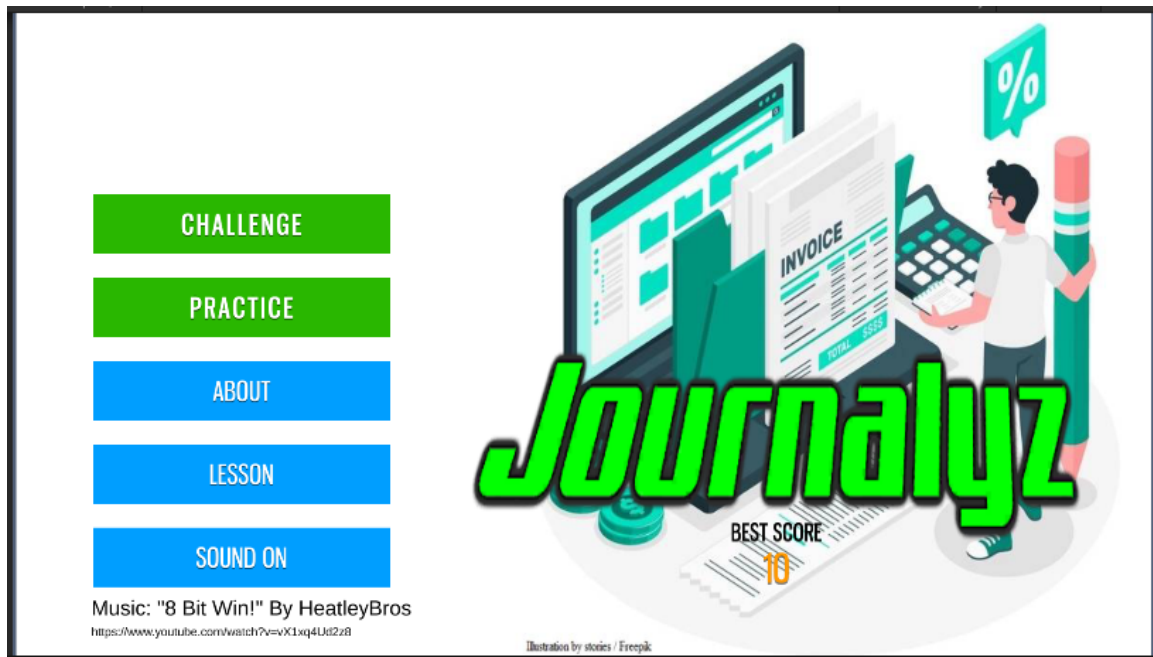 CHALLENGE
PRACTICE
ABOUT
LESSON
SOUND ON
Music: "8 Bit Win!" By HeatleyBros
https://www.youtube.com/watch?v=vX1xq4Ud2z8
%
INVOICE
TOTAL $$$$
Journalyz
BEST SCORE
10
Illustration by stories / Freepik